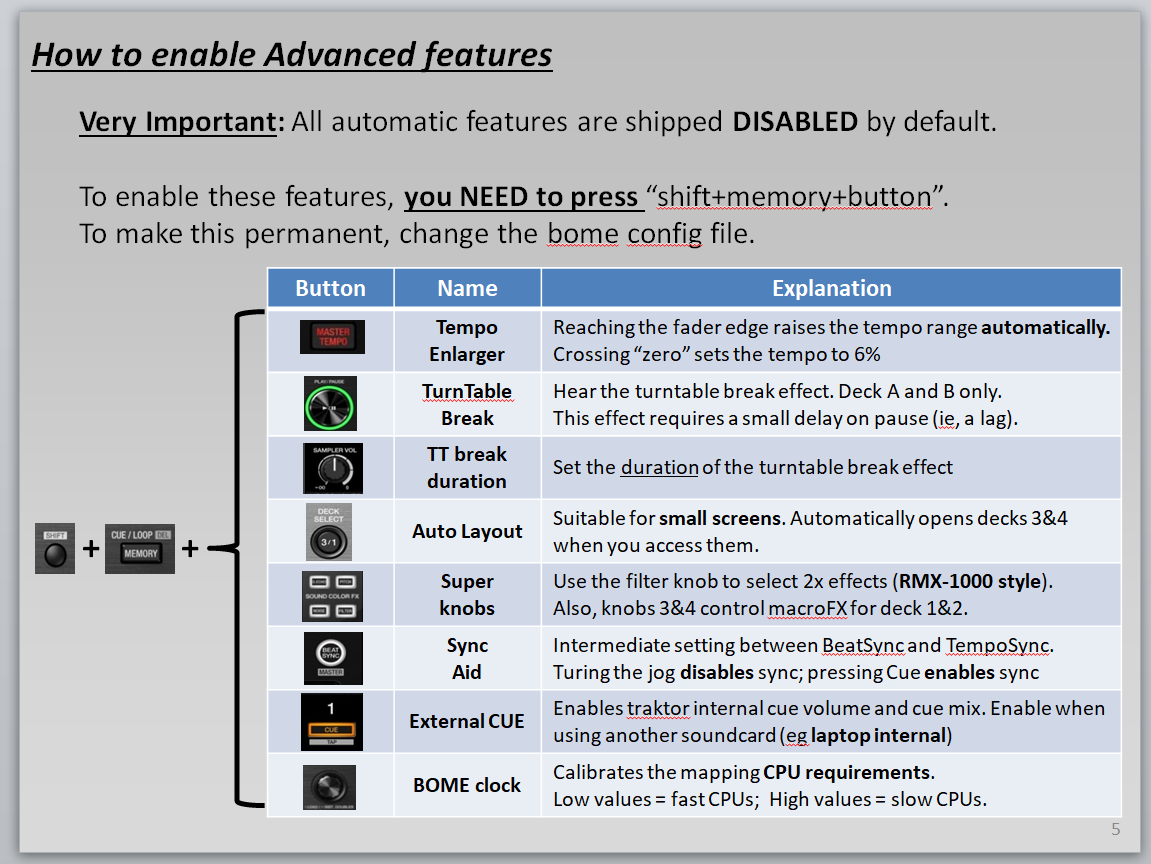 How to enable Advanced features
Very Important: All automatic features are shipped DISABLED by default.
To enable these features, you NEED to press “shift+memory+button”.
To make this permanent, change the bome config file.
Button Name Explanation
MASTER
TEMPO
Tempo
Enlarger
Reaching the fader edge raises the tempo range automatically.
Crossing “zero” sets the tempo to 6%
PLAY / PAUSE
TurnTable
Break
Hear the turntable break effect. Deck A and B only.
This effect requires a small delay on pause (ie, a lag).
SAMPLER VOL
-∞ 0
TT break
duration
Set the duration of the turntable break effect
DECK
SELECT
3/1
Auto Layout
Suitable for small screens. Automatically opens decks 3&4
when you access them.
SOUND COLOR FX
NOISE FILTER
Super
knobs
Use the filter knob to select 2x effects (RMX-1000 style).
Also, knobs 3&4 control macroFX for deck 1&2.
BEAT
SYNC
MASTER
Sync
Aid
Intermediate setting between BeatSync and TempoSync.
Turing the jog disables sync; pressing Cue enables sync
1
CUE
TAP
External CUE
Enables traktor internal cue volume and cue mix. Enable when
using another soundcard (eg laptop internal)
BOME clock
Calibrates the mapping CPU requirements.
Low values = fast CPUs; High values = slow CPUs.
SHIFT
+
CUE / LOOP DEL
MEMORY
+
5